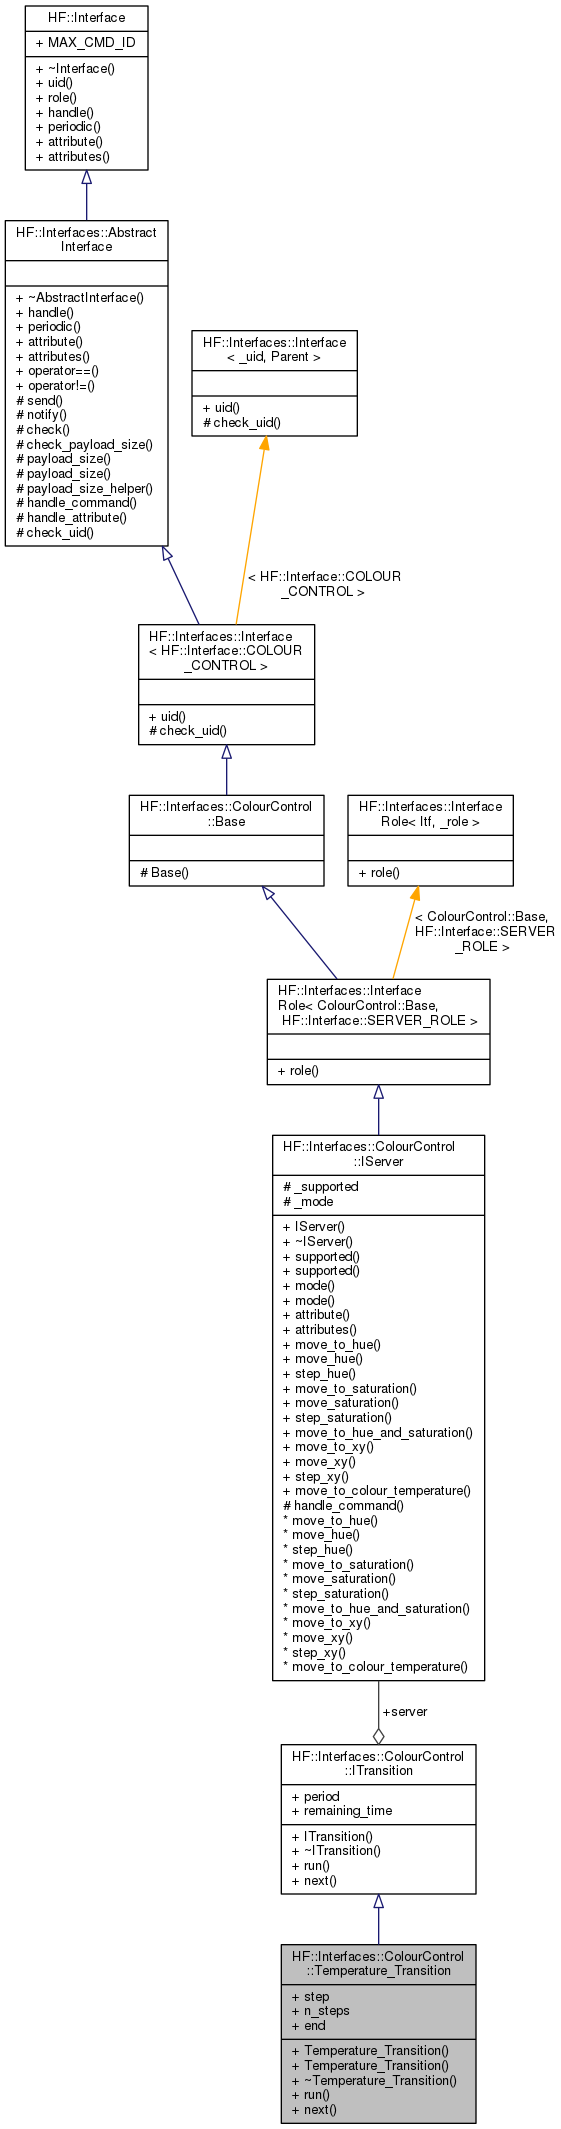 HF::Interface
+ MAX_CMD_ID
+ ~Interface()
+ uid()
+ role()
+ handle()
+ periodic()
+ attribute()
+ attributes()
HF::Interfaces::Abstract
Interface
+ ~AbstractInterface()
+ handle()
+ periodic()
+ attribute()
+ attributes()
+ operator==()
+ operator!=()
# send()
# notify()
# check()
# check_payload_size()
# payload_size()
# payload_size()
# payload_size_helper()
# handle_command()
# handle_attribute()
# check_uid()
HF::Interfaces::Interface
< _uid, Parent >
+ uid()
# check_uid()
< HF::Interface::COLOUR
_CONTROL >
HF::Interfaces::Interface
< HF::Interface::COLOUR
_CONTROL >
+ uid()
# check_uid()
HF::Interfaces::ColourControl
::Base
# Base()
HF::Interfaces::Interface
Role< Itf, _role >
+ role()
< ColourControl::Base,
HF::Interface::SERVER
_ROLE >
HF::Interfaces::Interface
Role< ColourControl::Base,
HF::Interface::SERVER_ROLE >
+ role()
HF::Interfaces::ColourControl
::IServer
# _supported
# _mode
+ IServer()
+ ~IServer()
+ supported()
+ supported()
+ mode()
+ mode()
+ attribute()
+ attributes()
+ move_to_hue()
+ move_hue()
+ step_hue()
+ move_to_saturation()
+ move_saturation()
+ step_saturation()
+ move_to_hue_and_saturation()
+ move_to_xy()
+ move_xy()
+ step_xy()
+ move_to_colour_temperature()
# handle_command()
* move_to_hue()
* move_hue()
* step_hue()
* move_to_saturation()
* move_saturation()
* step_saturation()
* move_to_hue_and_saturation()
* move_to_xy()
* move_xy()
* step_xy()
* move_to_colour_temperature()
+server
HF::Interfaces::ColourControl
::ITransition
+ period
+ remaining_time
+ ITransition()
+ ~ITransition()
+ run()
+ next()
HF::Interfaces::ColourControl
::Temperature_Transition
+ step
+ n_steps
+ end
+ Temperature_Transition()
+ Temperature_Transition()
+ ~Temperature_Transition()
+ run()
+ next()